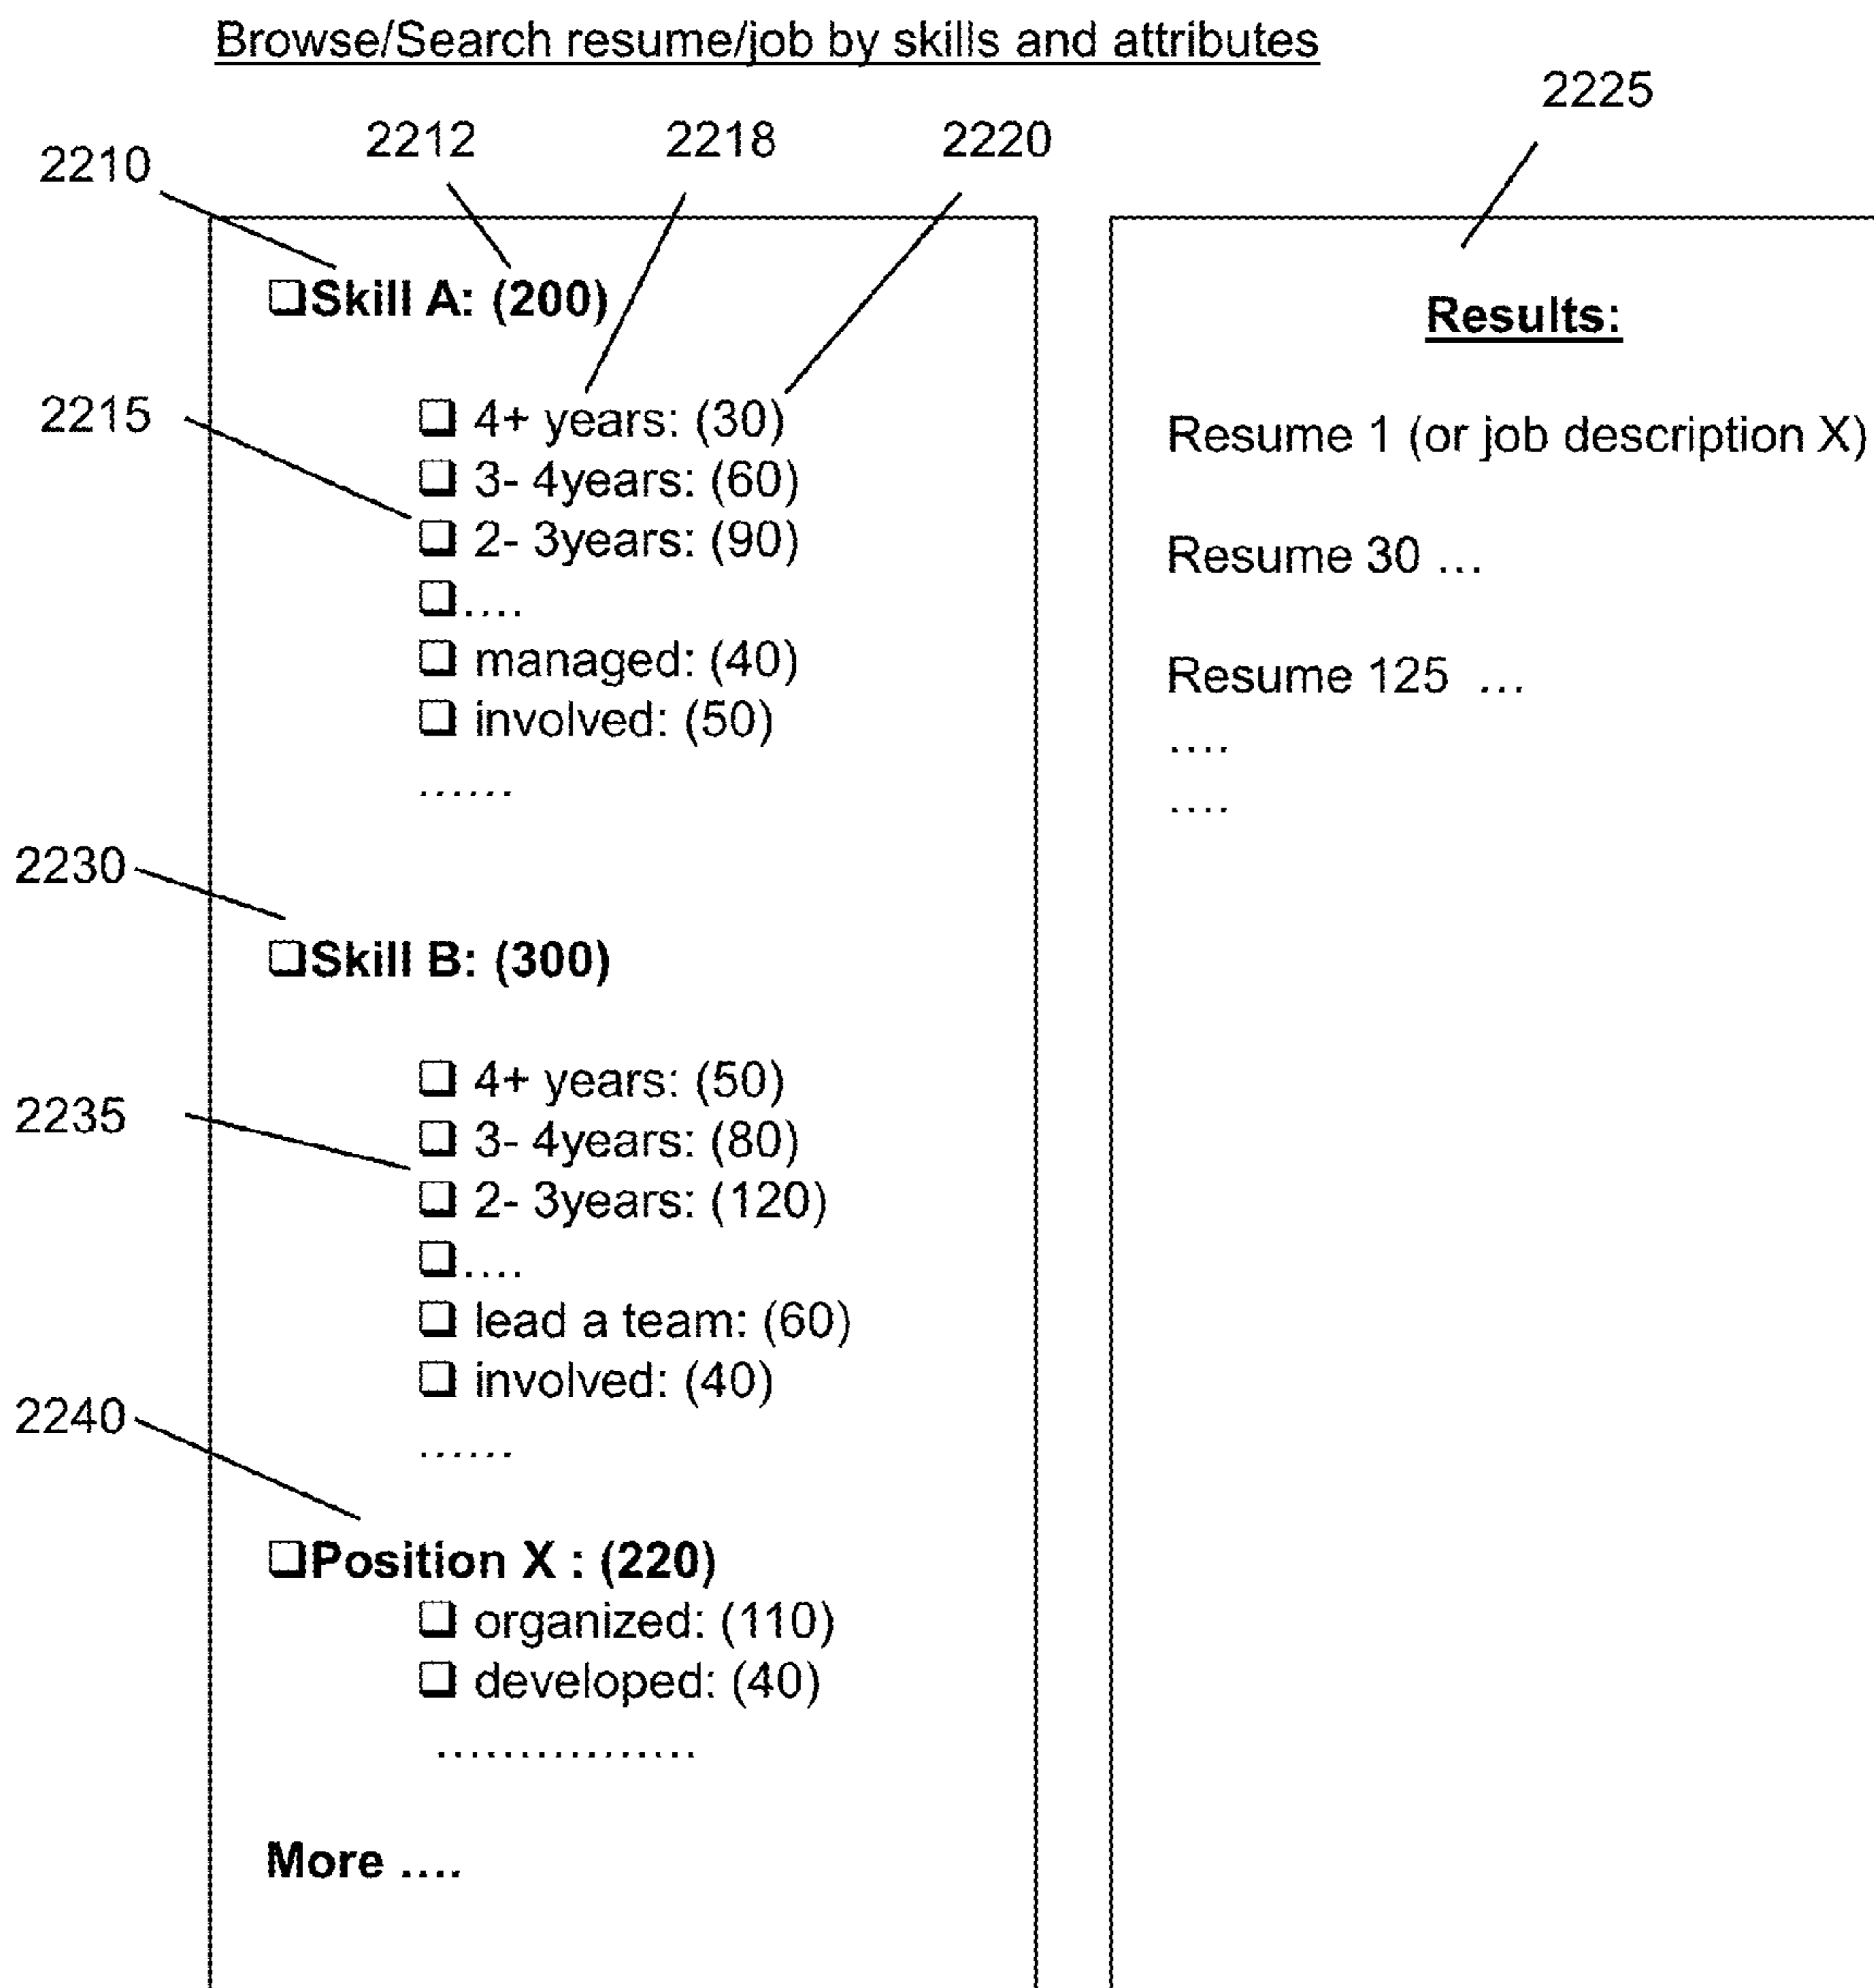 Browse/Search resume/job by skills and attributes
2225
2212 2218 2220
2210
❑Skill A: (200)
2215
❑ 4+ years: (30)
❑ 3- 4years: (60)
❑ 2- 3years: (90)
❑....
❑ managed: (40)
❑ involved: (50)
......
2230
❑Skill B: (300)
2235
❑ 4+ years: (50)
❑ 3- 4years: (80)
❑ 2- 3years: (120)
❑....
❑ lead a team: (60)
❑ involved: (40)
......
2240
❑Position X : (220)
❑ organized: (110)
❑ developed: (40)
................
More ....
Results:
Resume 1 (or job description X)
Resume 30 ...
Resume 125 ...
....
....